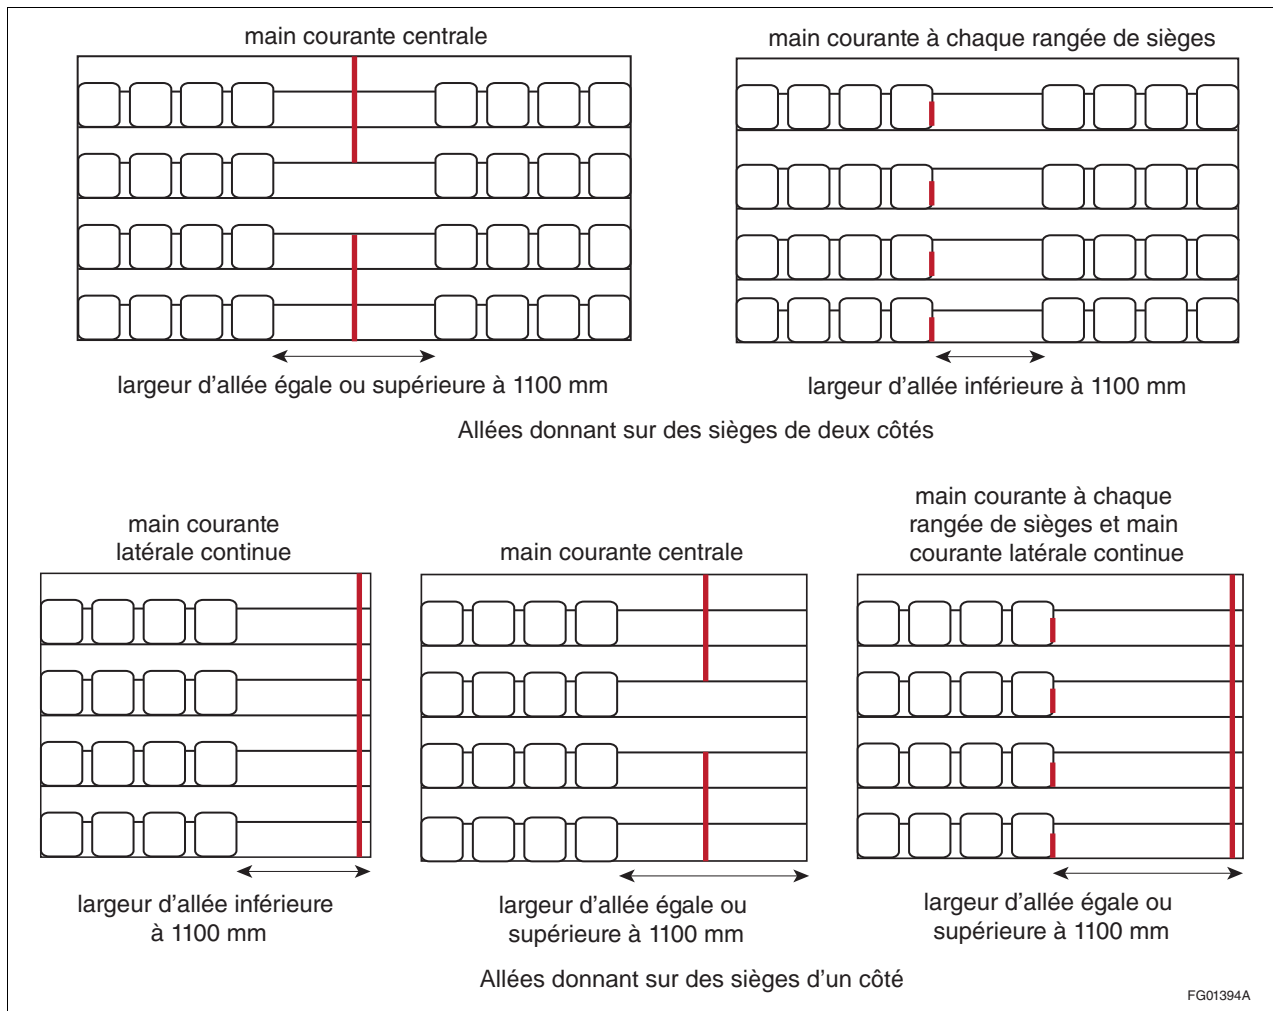 main courante centrale
main courante à chaque rangée de sièges
largeur d'allée égale ou supérieure à 1100 mm
largeur d'allée inférieure à 1100 mm
Allées donnant sur des sièges de deux côtés
main courante
latérale continue
main courante centrale
main courante à chaque
rangée de sièges et main
courante latérale continue
largeur d'allée inférieure
à 1100 mm
largeur d'allée égale ou
supérieure à 1100 mm
largeur d'allée égale ou
supérieure à 1100 mm
Allées donnant sur des sièges d'un côté
FG01394A